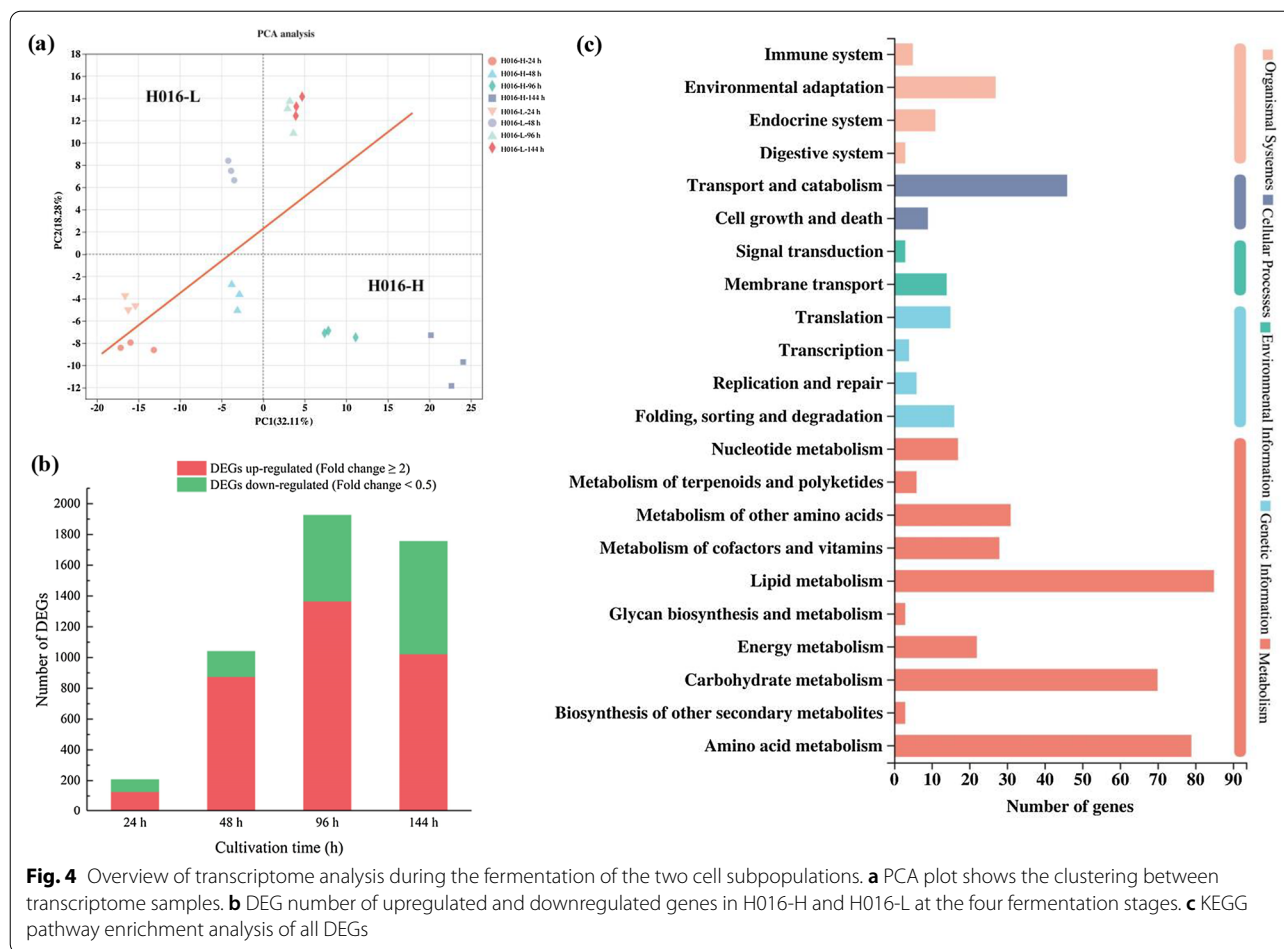 (a)
PCA analysis
18
16
14
12
10
8
6
4
2
0
-2
-4
-6
-8
-10
-12
PC2(18.28%)
H016-L
H016-H
-20 -15 -10 -5 0 5 10 15 20 25
PC1(32.11%)
H016-H-24 h
H016-H-48 h
H016-H-96 h
H016-H-144 h
H016-L-24 h
H016-L-48 h
H016-L-96 h
H016-L-144 h
(b)
DEGs up-regulated (Fold change ≥ 2)
DEGs down-regulated (Fold change < 0.5)
2000
1800
1600
1400
1200
1000
800
600
400
200
0
Number of DEGs
24 h 48 h 96 h 144 h
Cultivation time (h)
(c)
Immune system
Environmental adaptation
Endocrine system
Digestive system
Transport and catabolism
Cell growth and death
Signal transduction
Membrane transport
Translation
Transcription
Replication and repair
Folding, sorting and degradation
Nucleotide metabolism
Metabolism of terpenoids and polyketides
Metabolism of other amino acids
Metabolism of cofactors and vitamins
Lipid metabolism
Glycan biosynthesis and metabolism
Energy metabolism
Carbohydrate metabolism
Biosynthesis of other secondary metabolites
Amino acid metabolism
0 10 20 30 40 50 60 70 80 90
Number of genes
Organismal Systemes Cellular Processes Environmental Information Genetic Information Metabolism
Fig. 4 Overview of transcriptome analysis during the fermentation of the two cell subpopulations. a PCA plot shows the clustering between
transcriptome samples. b DEG number of upregulated and downregulated genes in H016-H and H016-L at the four fermentation stages. c KEGG
pathway enrichment analysis of all DEGs